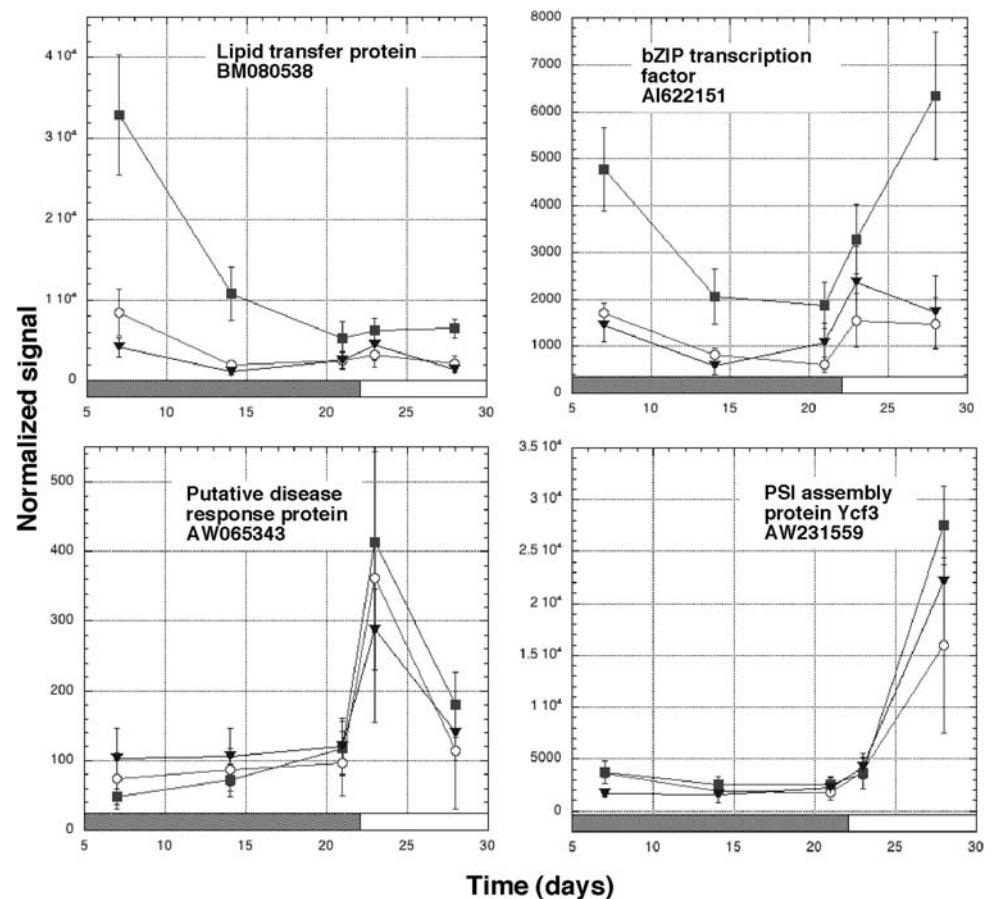 Normalized signal
Lipid transfer protein
BM080538
4 10⁴
3 10⁴
2 10⁴
1 10⁴
0
5 10 15 20 25 30
bZIP transcription
factor
AI622151
8000
7000
6000
5000
4000
3000
2000
1000
0
5 10 15 20 25 30
Putative disease
response protein
AW065343
500
400
300
200
100
0
5 10 15 20 25 30
PSI assembly
protein Ycf3
AW231559
3.5 10⁴
3 10⁴
2.5 10⁴
2 10⁴
1.5 10⁴
1 10⁴
5000
0
5 10 15 20 25 30
Time (days)